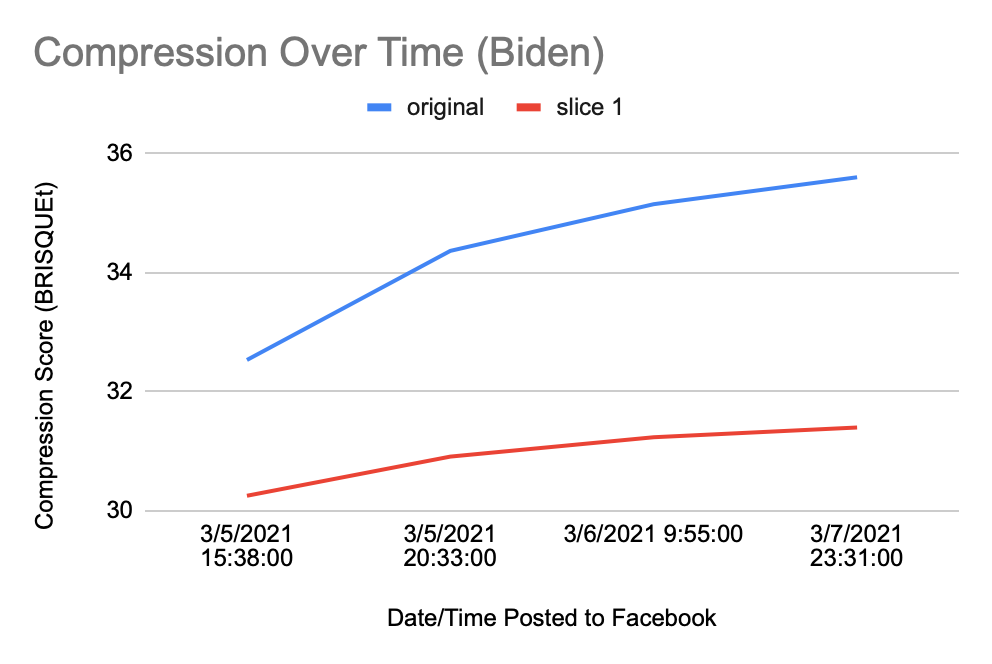 Compression Over Time (Biden)
original
slice 1
Compression Score (BRISQUEt)
36
34
32
30
3/5/2021
15:38:00
3/5/2021
20:33:00
3/6/2021 9:55:00
3/7/2021
23:31:00
Date/Time Posted to Facebook